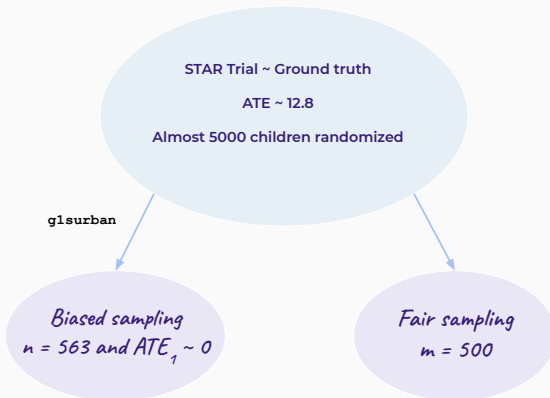 STAR Trial ~ Ground truth
ATE ~ 12.8
Almost 5000 children randomized
g1surban
Biased sampling
n = 563 and ATE₁ ~ 0
Fair sampling
m = 500